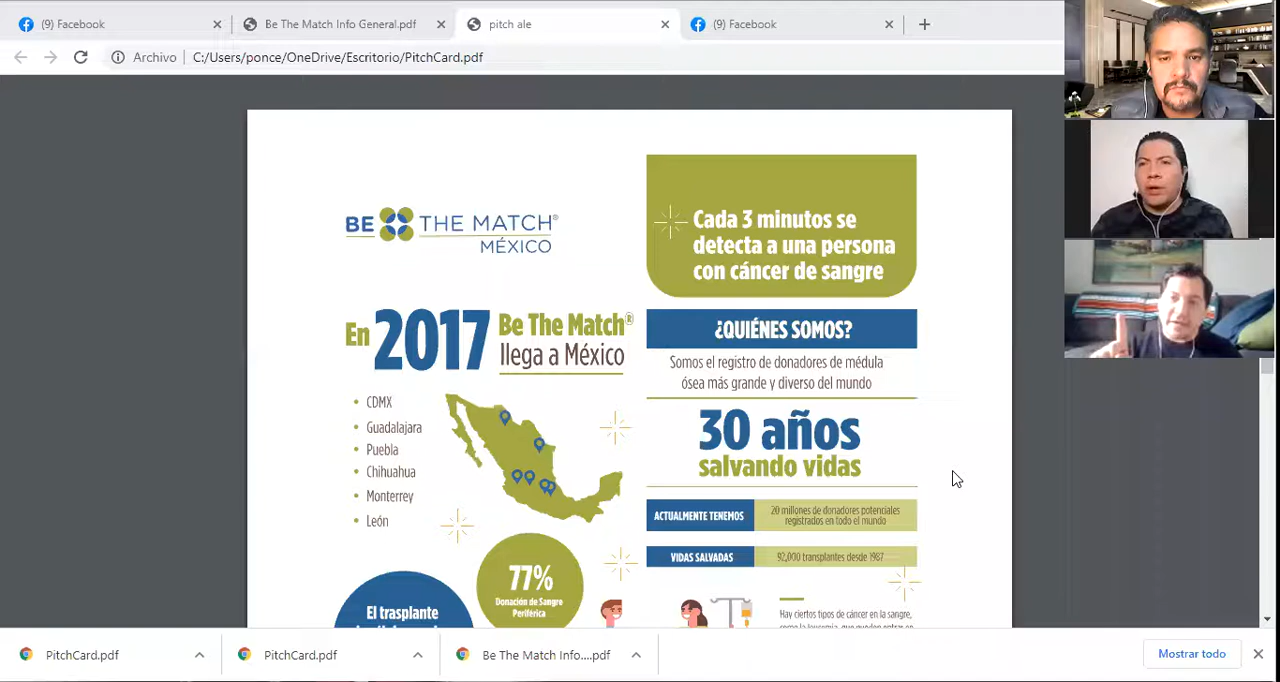 (9) Facebook
Be The Match Info General.pdf
pitch ale
(9) Facebook
Archivo
C:/Users/ponce/OneDrive/Escritorio/PitchCard.pdf
BE THE MATCH®
MÉXICO
Cada 3 minutos se
detecta a una persona
con cáncer de sangre
En 2017 Be The Match®
llega a México
• CDMX
• Guadalajara
• Puebla
• Chihuahua
• Monterrey
• León
¿QUIÉNES SOMOS?
Somos el registro de donadores de médula
ósea más grande y diverso del mundo
30 años
salvando vidas
ACTUALMENTE TENEMOS
20 millones de donadores potenciales
registrados en todo el mundo
VIDAS SALVADAS
92,000 transplantes desde 1987
77%
Donación de Sangre
Periférica
El trasplante
Hay ciertos tipos de cáncer en la sangre,
PitchCard.pdf
PitchCard.pdf
Be The Match Info....pdf
Mostrar todo